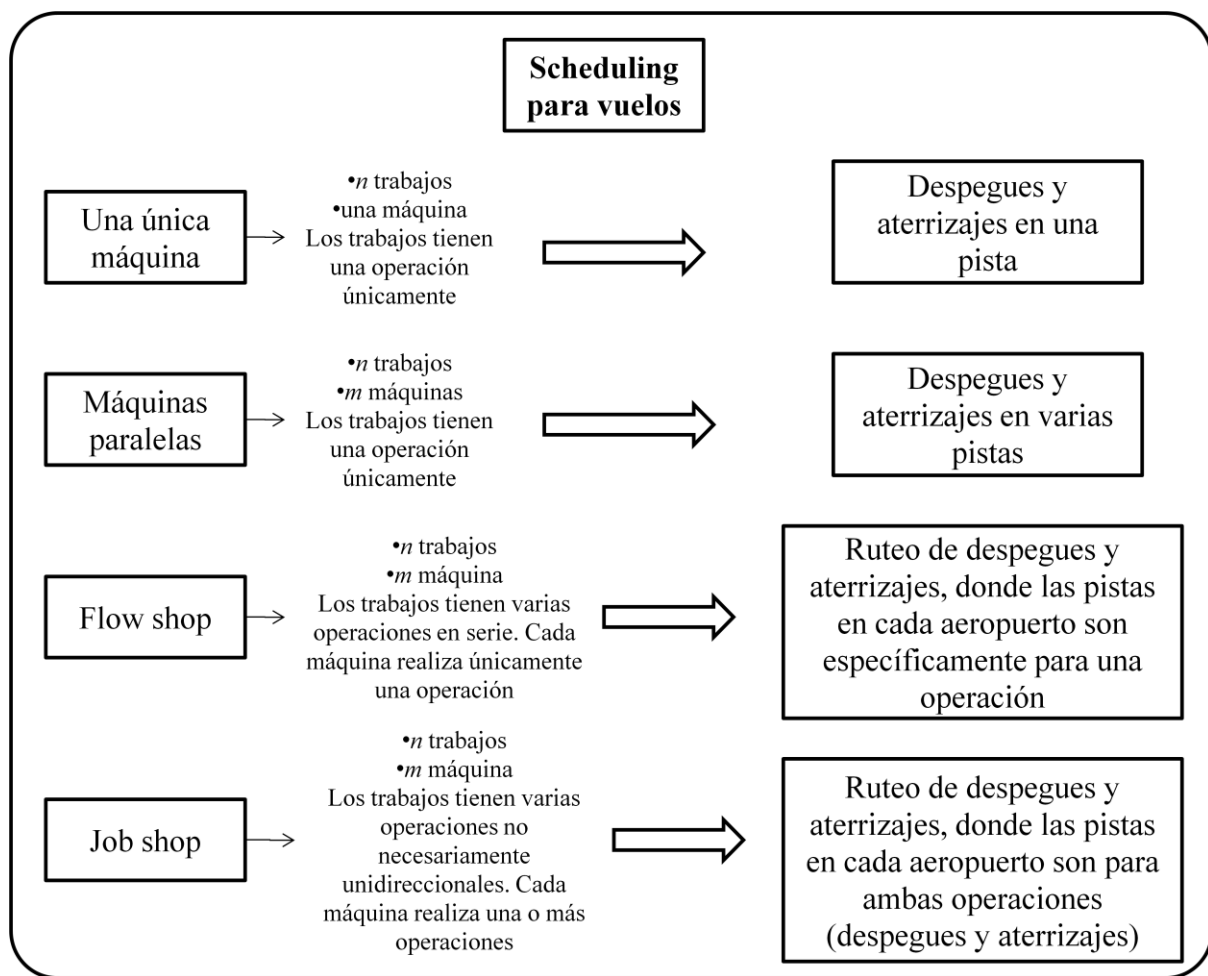 Scheduling
para vuelos
Una única
máquina
•n trabajos
•una máquina
Los trabajos tienen
una operación
únicamente
Despegues y
aterrizajes en una
pista
Máquinas
paralelas
•n trabajos
•m máquinas
Los trabajos tienen
una operación
únicamente
Despegues y
aterrizajes en varias
pistas
Flow shop
•n trabajos
•m máquina
Los trabajos tienen varias
operaciones en serie. Cada
máquina realiza únicamente
una operación
Ruteo de despegues y
aterrizajes, donde las pistas
en cada aeropuerto son
específicamente para una
operación
Job shop
•n trabajos
•m máquina
Los trabajos tienen varias
operaciones no
necesariamente
unidireccionales. Cada
máquina realiza una o más
operaciones
Ruteo de despegues y
aterrizajes, donde las pistas
en cada aeropuerto son para
ambas operaciones
(despegues y aterrizajes)